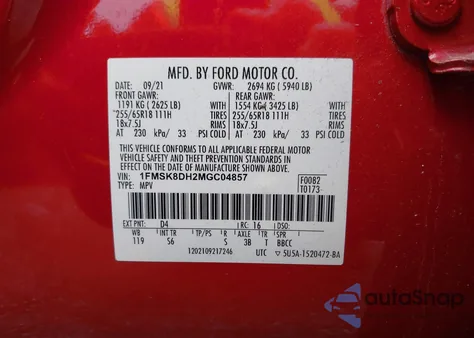 MFD. BY FORD MOTOR CO.
DATE: 09/21 GVWR: 2694 KG ( 5940 LB)
FRONT GAWR: REAR GAWR:
1191 KG ( 2625 LB) WITH 1554 KG( 3425 LB) WITH
255/65R18 111H TIRES 255/65R18 111H TIRES
18x7.5J RIMS 18x7.5J RIMS
AT 230 kPa/ 33 PSI COLD AT 230 kPa/ 33 PSI COLD
THIS VEHICLE CONFORMS TO ALL APPLICABLE FEDERAL MOTOR
VEHICLE SAFETY AND THEFT PREVENTION STANDARDS IN
EFFECT ON THE DATE OF MANUFACTURE SHOWN ABOVE.
VIN: 1FMSK8DH2MGC04857 F0082
TYPE: MPV T0173
EXT PNT: D4 RC: 16 DSO:
WB INT TR TP/PS R AXLE TR SPR
119 S6 S 3B T BBCC
1202109217246 UTC ▽ 5U5A-1520472-BA
autoSnap